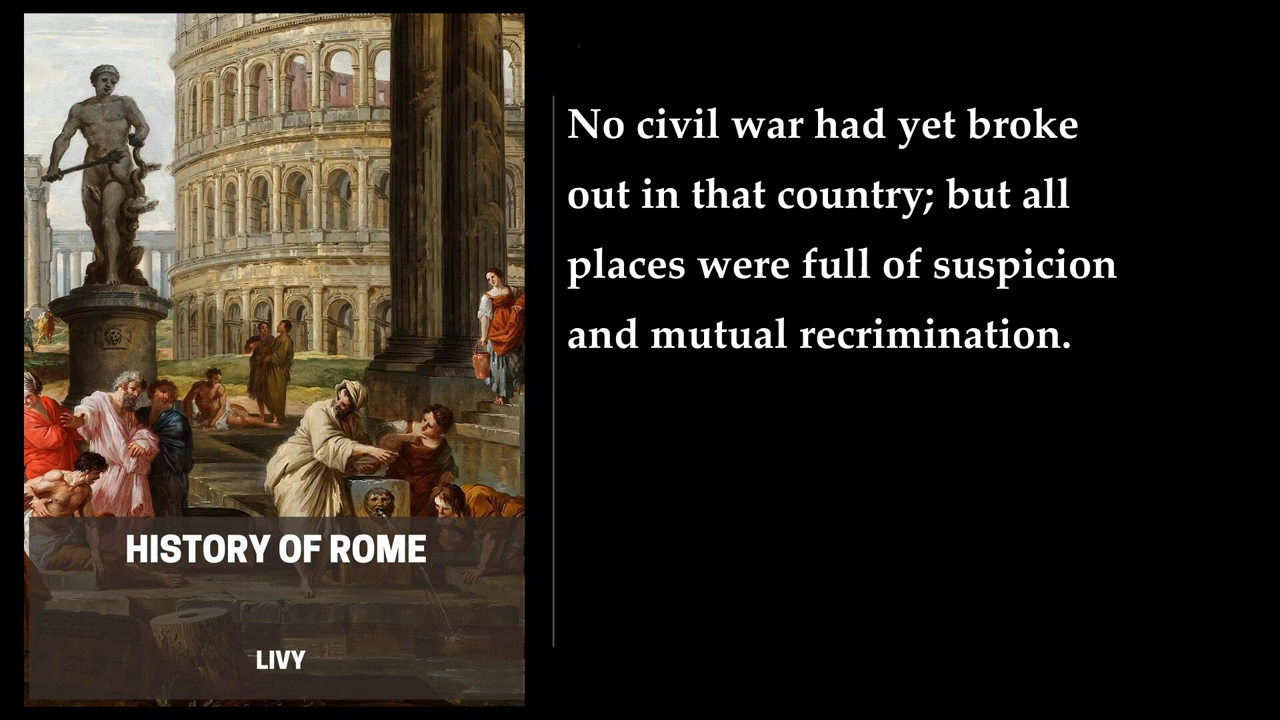 HISTORY OF ROME
LIVY
No civil war had yet broke
out in that country; but all
places were full of suspicion
and mutual recrimination.